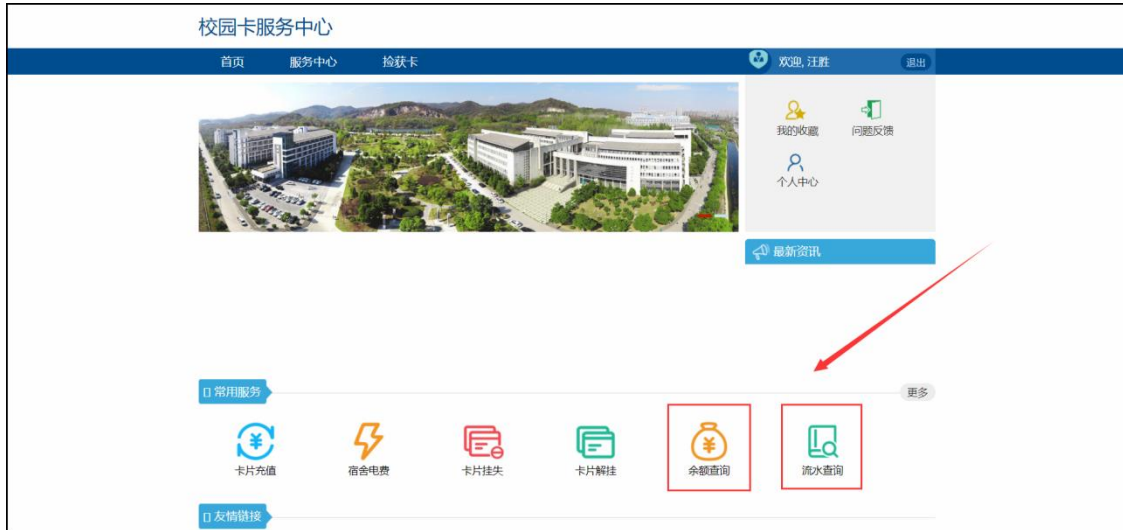 校园卡服务中心
首页 服务中心 捡获卡 欢迎, 汪胜 退出
我的收藏 问题反馈
个人中心
最新资讯
常用服务 更多
卡片充值 宿舍电费 卡片挂失 卡片解挂 余额查询 流水查询
友情链接